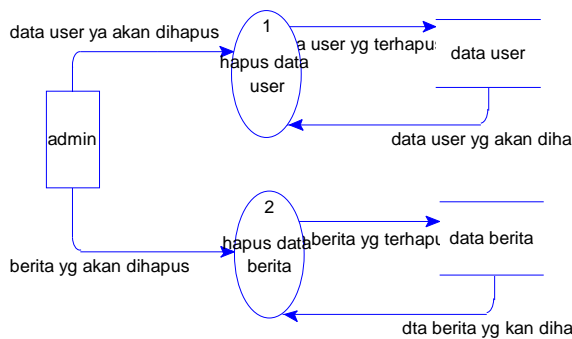 data user ya akan dihapus
1
hapus data
user
a user yg terhapus
data user
data user yg akan diha
admin
2
hapus data
berita
berita yg terhapu
data berita
berita yg akan dihapus
dta berita yg kan diha